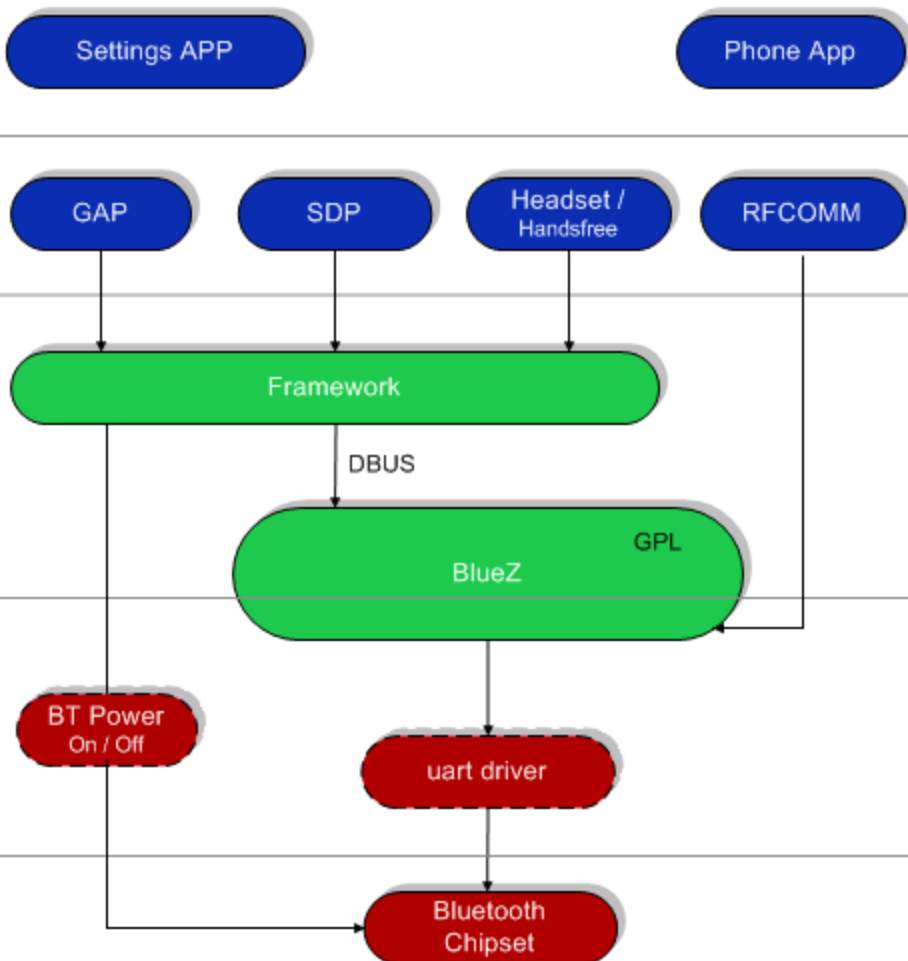 Settings APP
Phone App
GAP
SDP
Headset /
Handsfree
RFCOMM
Framework
DBUS
GPL
BlueZ
BT Power
On / Off
uart driver
Bluetooth
Chipset